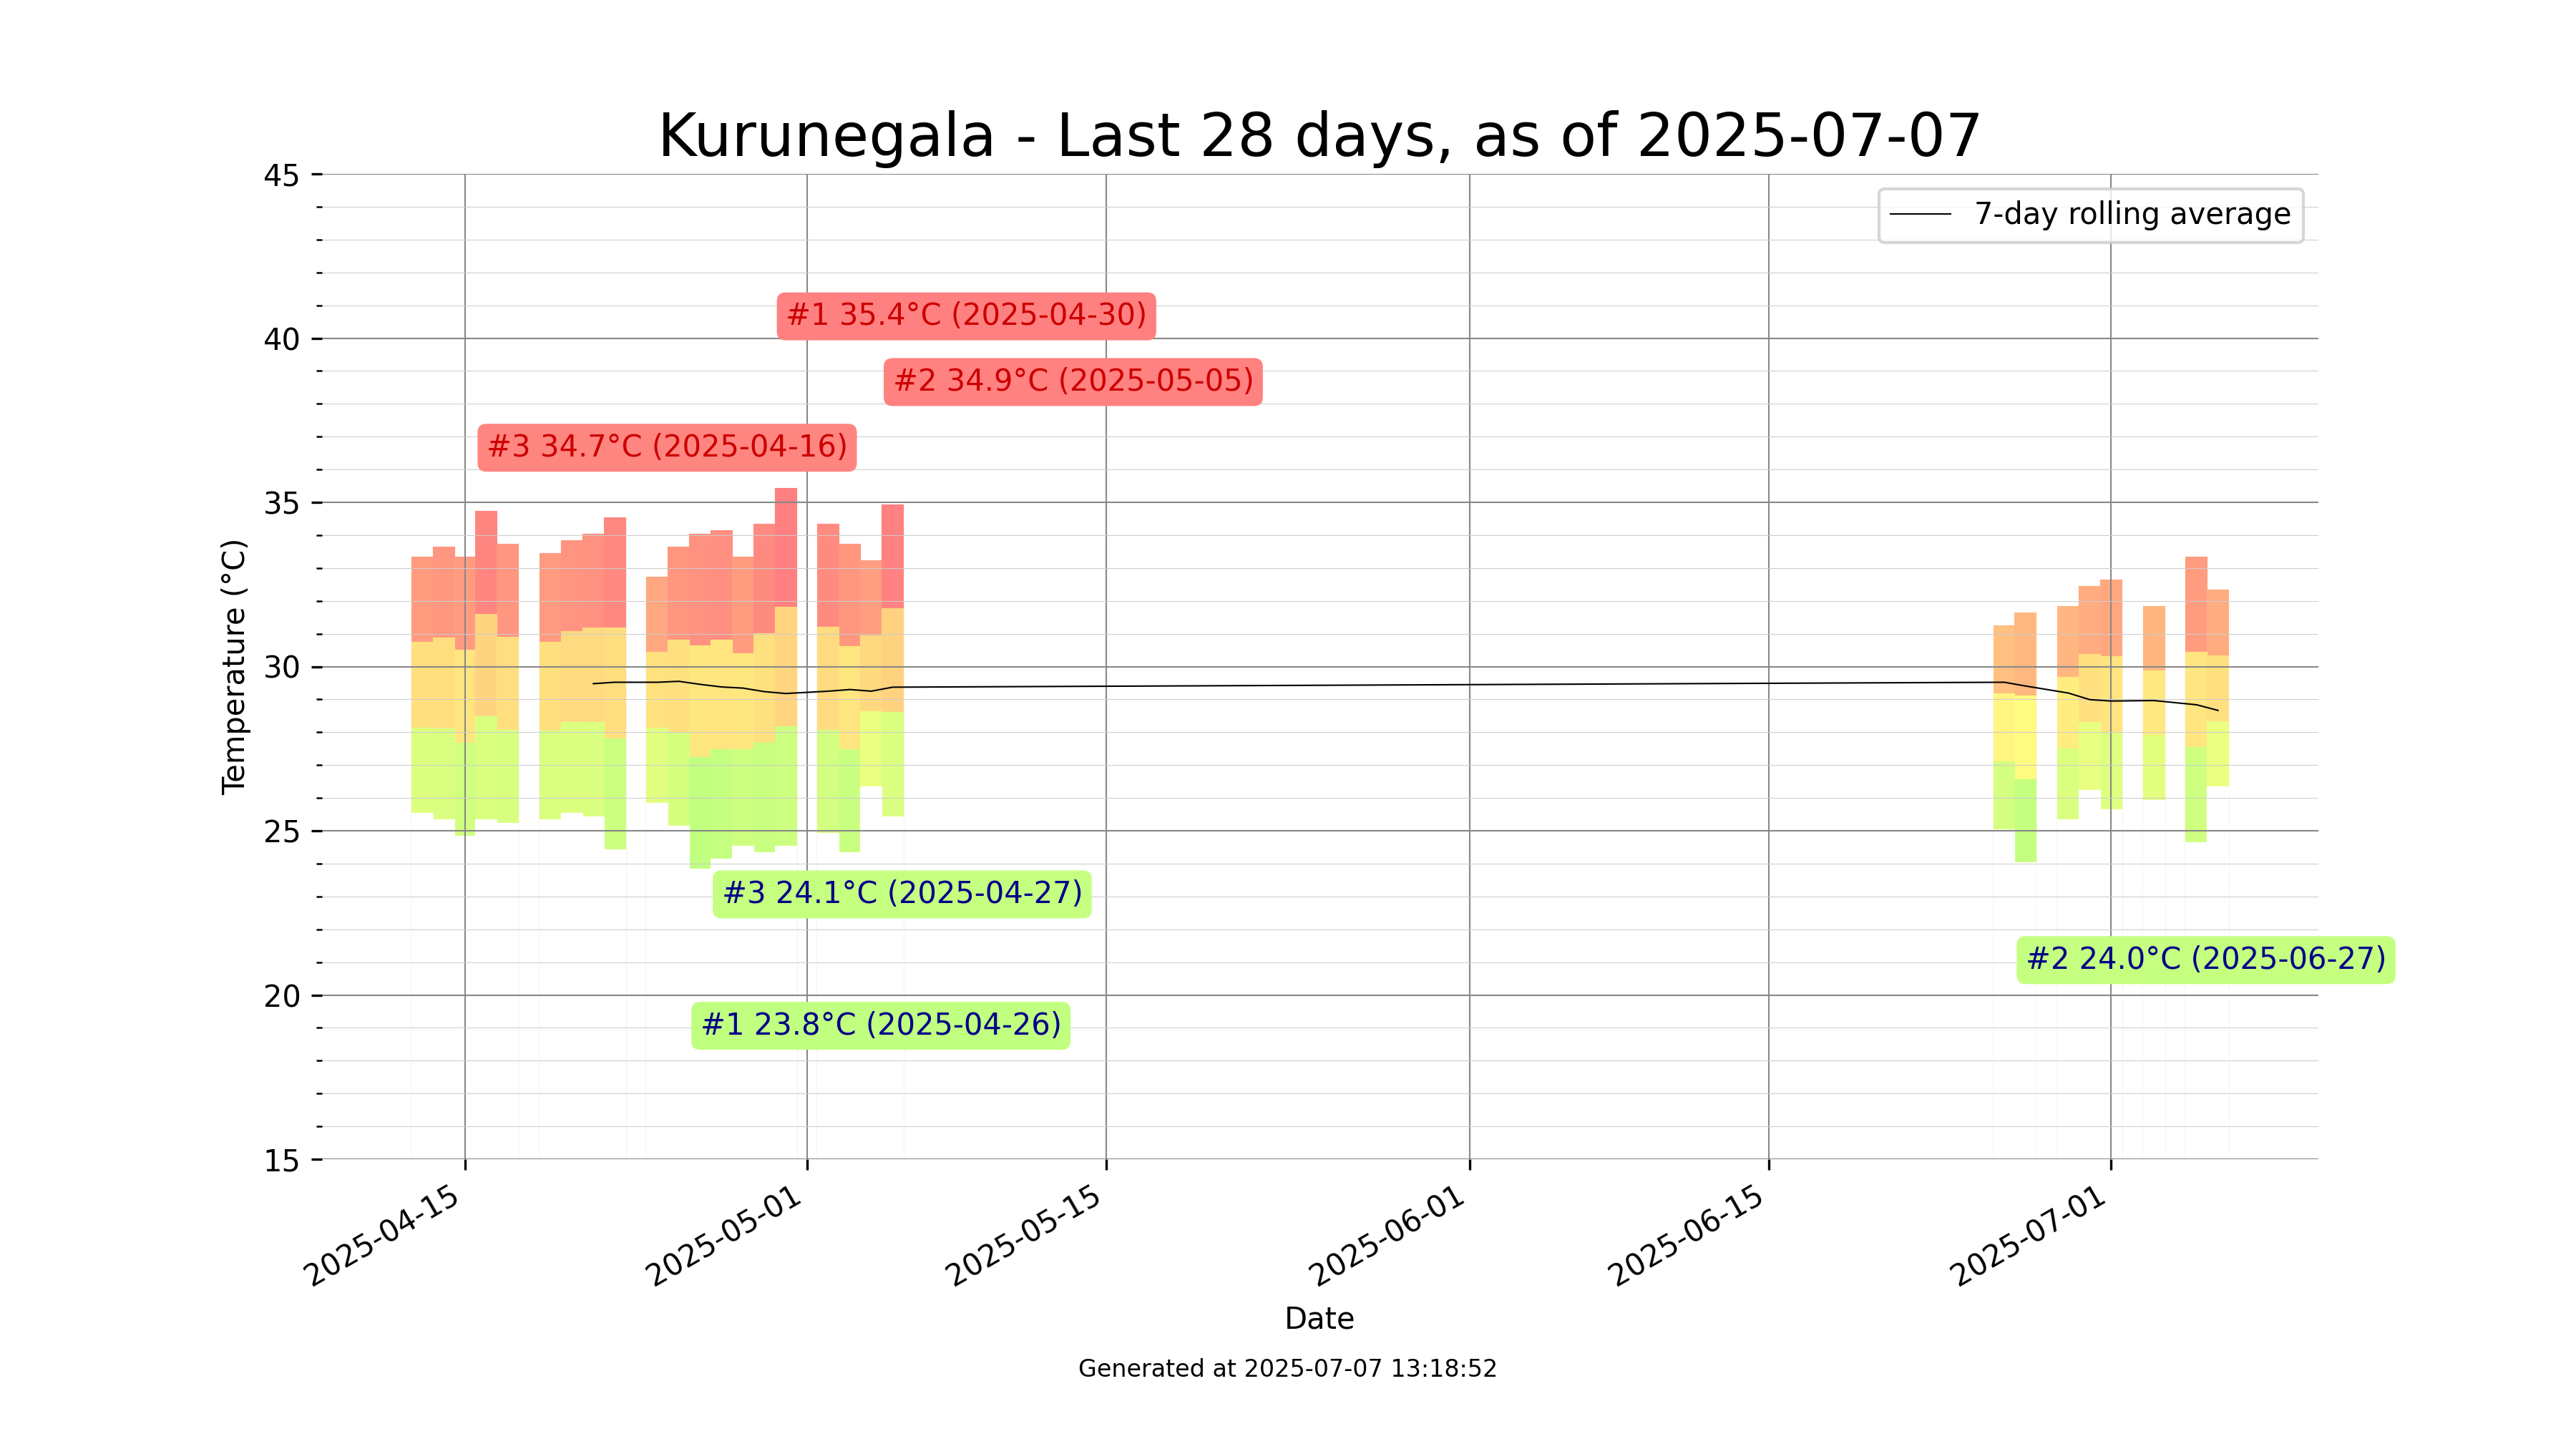 Kurunegala - Last 28 days, as of 2025-07-07
7-day rolling average
45
40
35
30
25
20
15
Temperature (°C)
#1 35.4°C (2025-04-30)
#2 34.9°C (2025-05-05)
#3 34.7°C (2025-04-16)
#3 24.1°C (2025-04-27)
#2 24.0°C (2025-06-27)
#1 23.8°C (2025-04-26)
2025-04-15
2025-05-01
2025-05-15
2025-06-01
2025-06-15
2025-07-01
Date
Generated at 2025-07-07 13:18:52